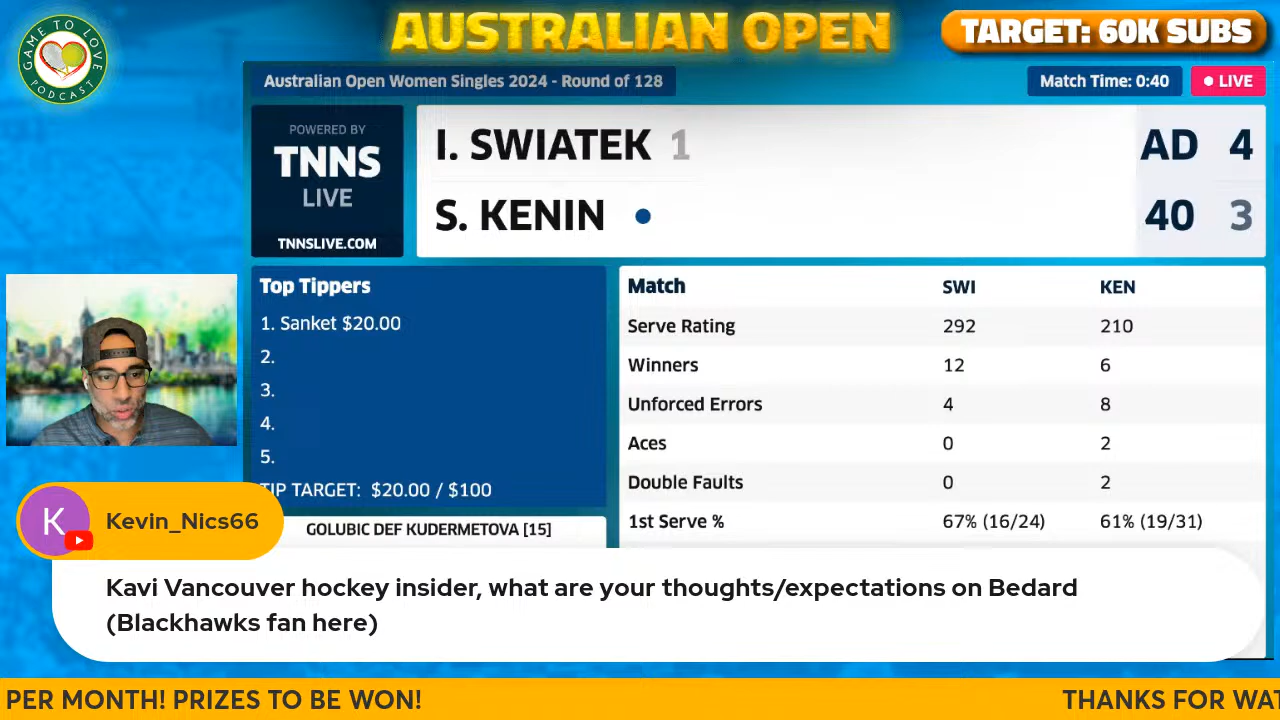 GAME TO LOVE
PODCAST
AUSTRALIAN OPEN
TARGET: 60K SUBS
Australian Open Women Singles 2024 - Round of 128
Match Time: 0:40
LIVE
POWERED BY
TNNS
LIVE
TNNSLIVE.COM
I. SWIATEK 1 AD 4
S. KENIN 40 3
Top Tippers
1. Sanket $20.00
2.
3.
4.
5.
TIP TARGET: $20.00 / $100
GOLUBIC DEF KUDERMETOVA [15]
Match SWI KEN
Serve Rating 292 210
Winners 12 6
Unforced Errors 4 8
Aces 0 2
Double Faults 0 2
1st Serve % 67% (16/24) 61% (19/31)
K
Kevin_Nics66
Kavi Vancouver hockey insider, what are your thoughts/expectations on Bedard
(Blackhawks fan here)
PER MONTH! PRIZES TO BE WON! THANKS FOR WAT